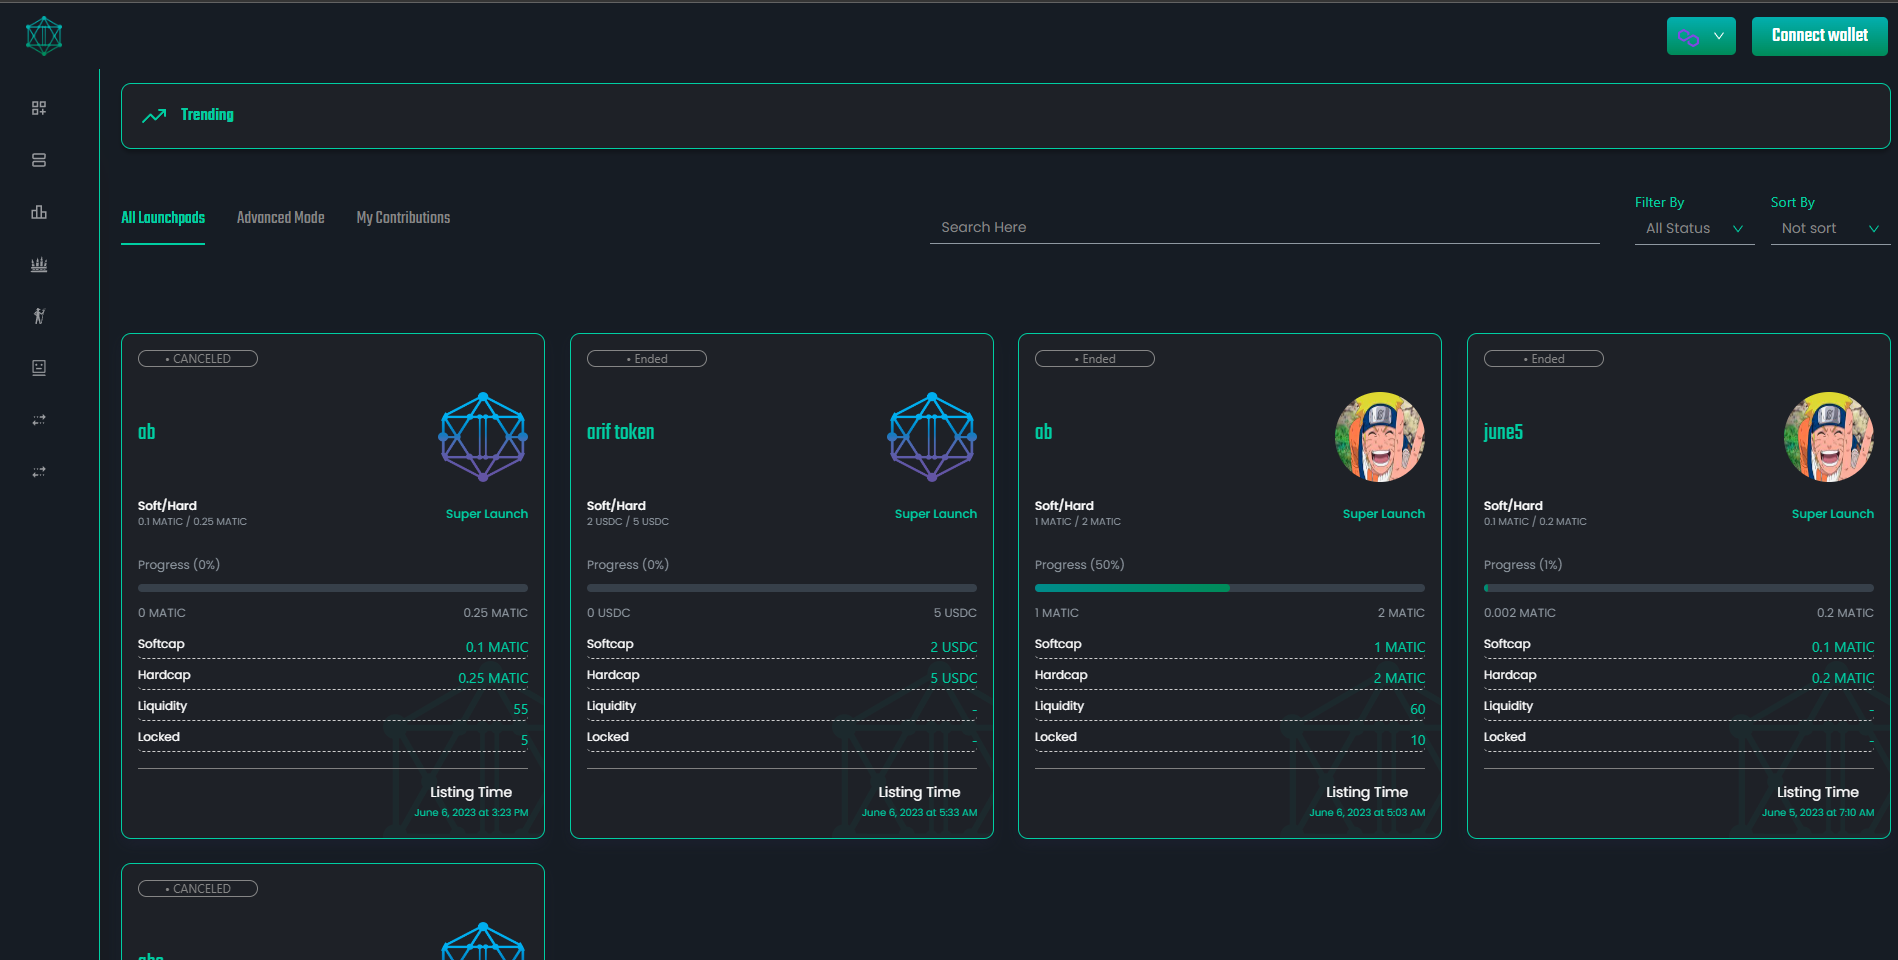 Connect wallet
Trending
All Launchpads Advanced Mode My Contributions
Search Here
Filter By
All Status
Sort By
Not sort
• CANCELED
ab
Soft/Hard
0.1 MATIC / 0.25 MATIC
Super Launch
Progress (0%)
0 MATIC 0.25 MATIC
Softcap 0.1 MATIC
Hardcap 0.25 MATIC
Liquidity 55
Locked 5
Listing Time
June 6, 2023 at 3:23 PM
• Ended
arif token
Soft/Hard
2 USDC / 5 USDC
Super Launch
Progress (0%)
0 USDC 5 USDC
Softcap 2 USDC
Hardcap 5 USDC
Liquidity -
Locked -
Listing Time
June 6, 2023 at 5:33 AM
• Ended
ab
Soft/Hard
1 MATIC / 2 MATIC
Super Launch
Progress (50%)
1 MATIC 2 MATIC
Softcap 1 MATIC
Hardcap 2 MATIC
Liquidity 60
Locked 10
Listing Time
June 6, 2023 at 5:03 AM
• Ended
june5
Soft/Hard
0.1 MATIC / 0.2 MATIC
Super Launch
Progress (1%)
0.002 MATIC 0.2 MATIC
Softcap 0.1 MATIC
Hardcap 0.2 MATIC
Liquidity -
Locked -
Listing Time
June 5, 2023 at 7:10 AM
• CANCELED